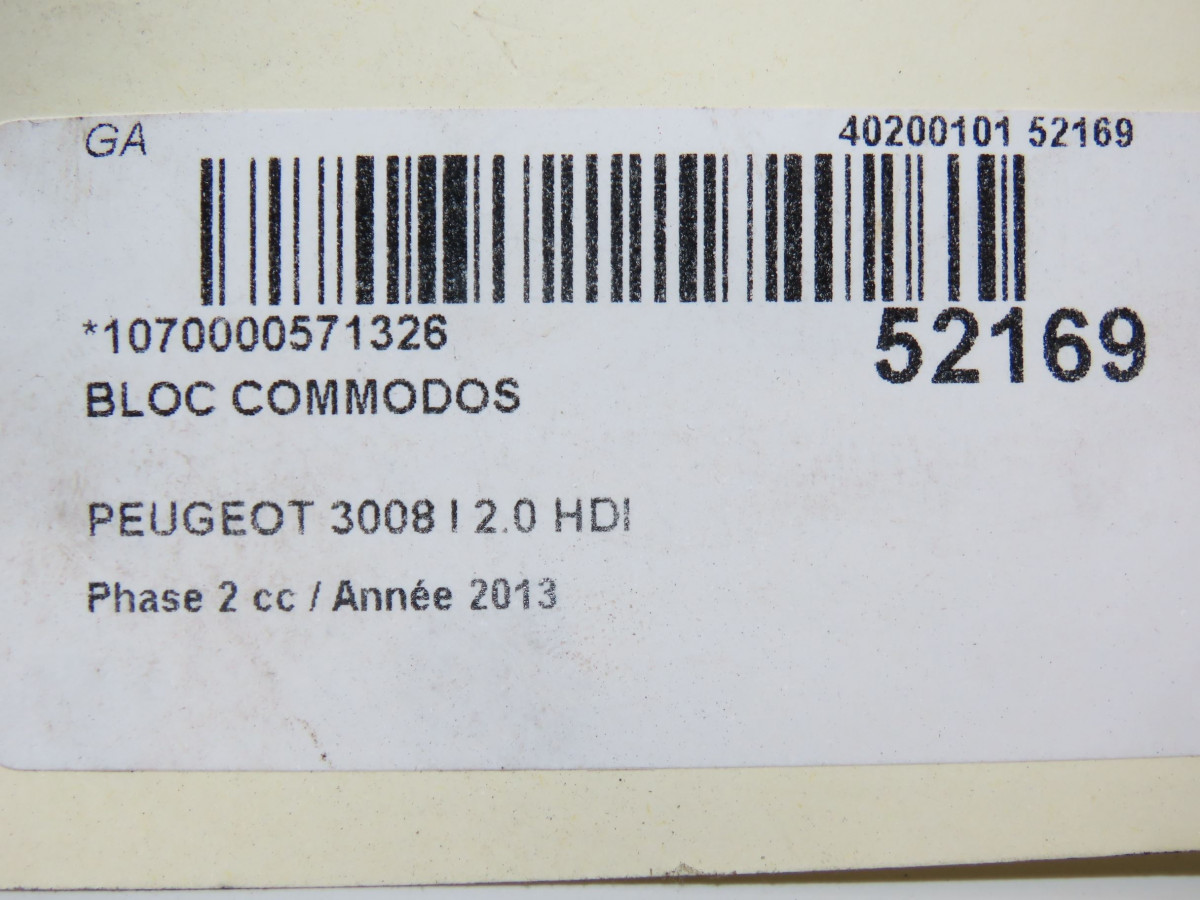 GA
40200101 52169
*1070000571326
52169
BLOC COMMODOS
PEUGEOT 3008 I 2.0 HDI
Phase 2 cc / Année 2013